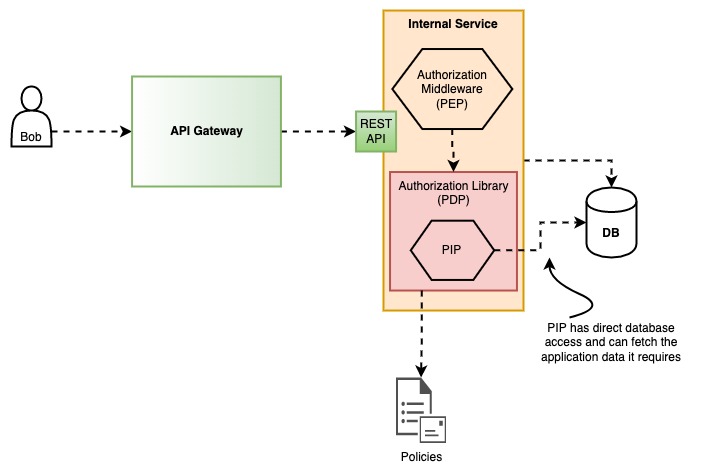 Internal Service
Authorization
Middleware
(PEP)
Bob
API Gateway
REST
API
Authorization Library
(PDP)
PIP
DB
PIP has direct database
access and can fetch the
application data it requires
Policies